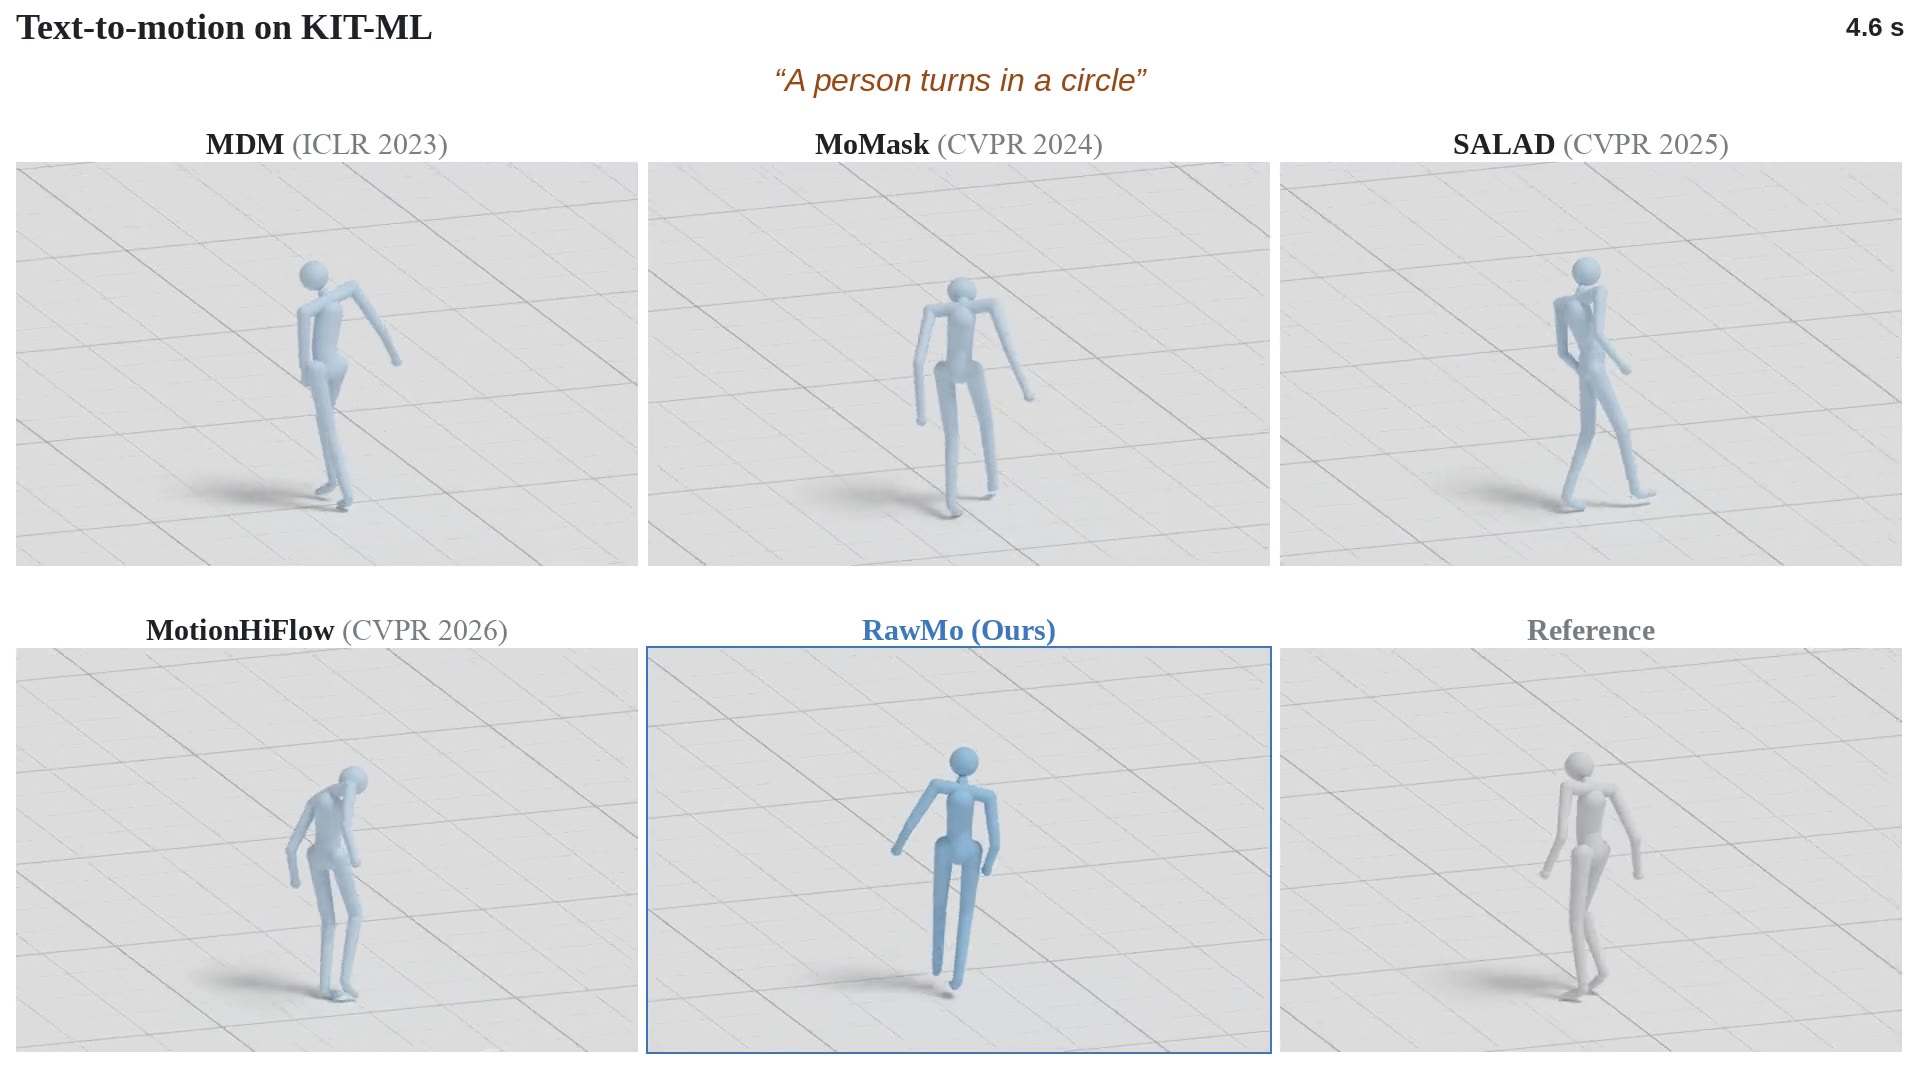 Text-to-motion on KIT-ML
4.6 s
“A person turns in a circle”
MDM (ICLR 2023)
MoMask (CVPR 2024)
SALAD (CVPR 2025)
MotionHiFlow (CVPR 2026)
RawMo (Ours)
Reference